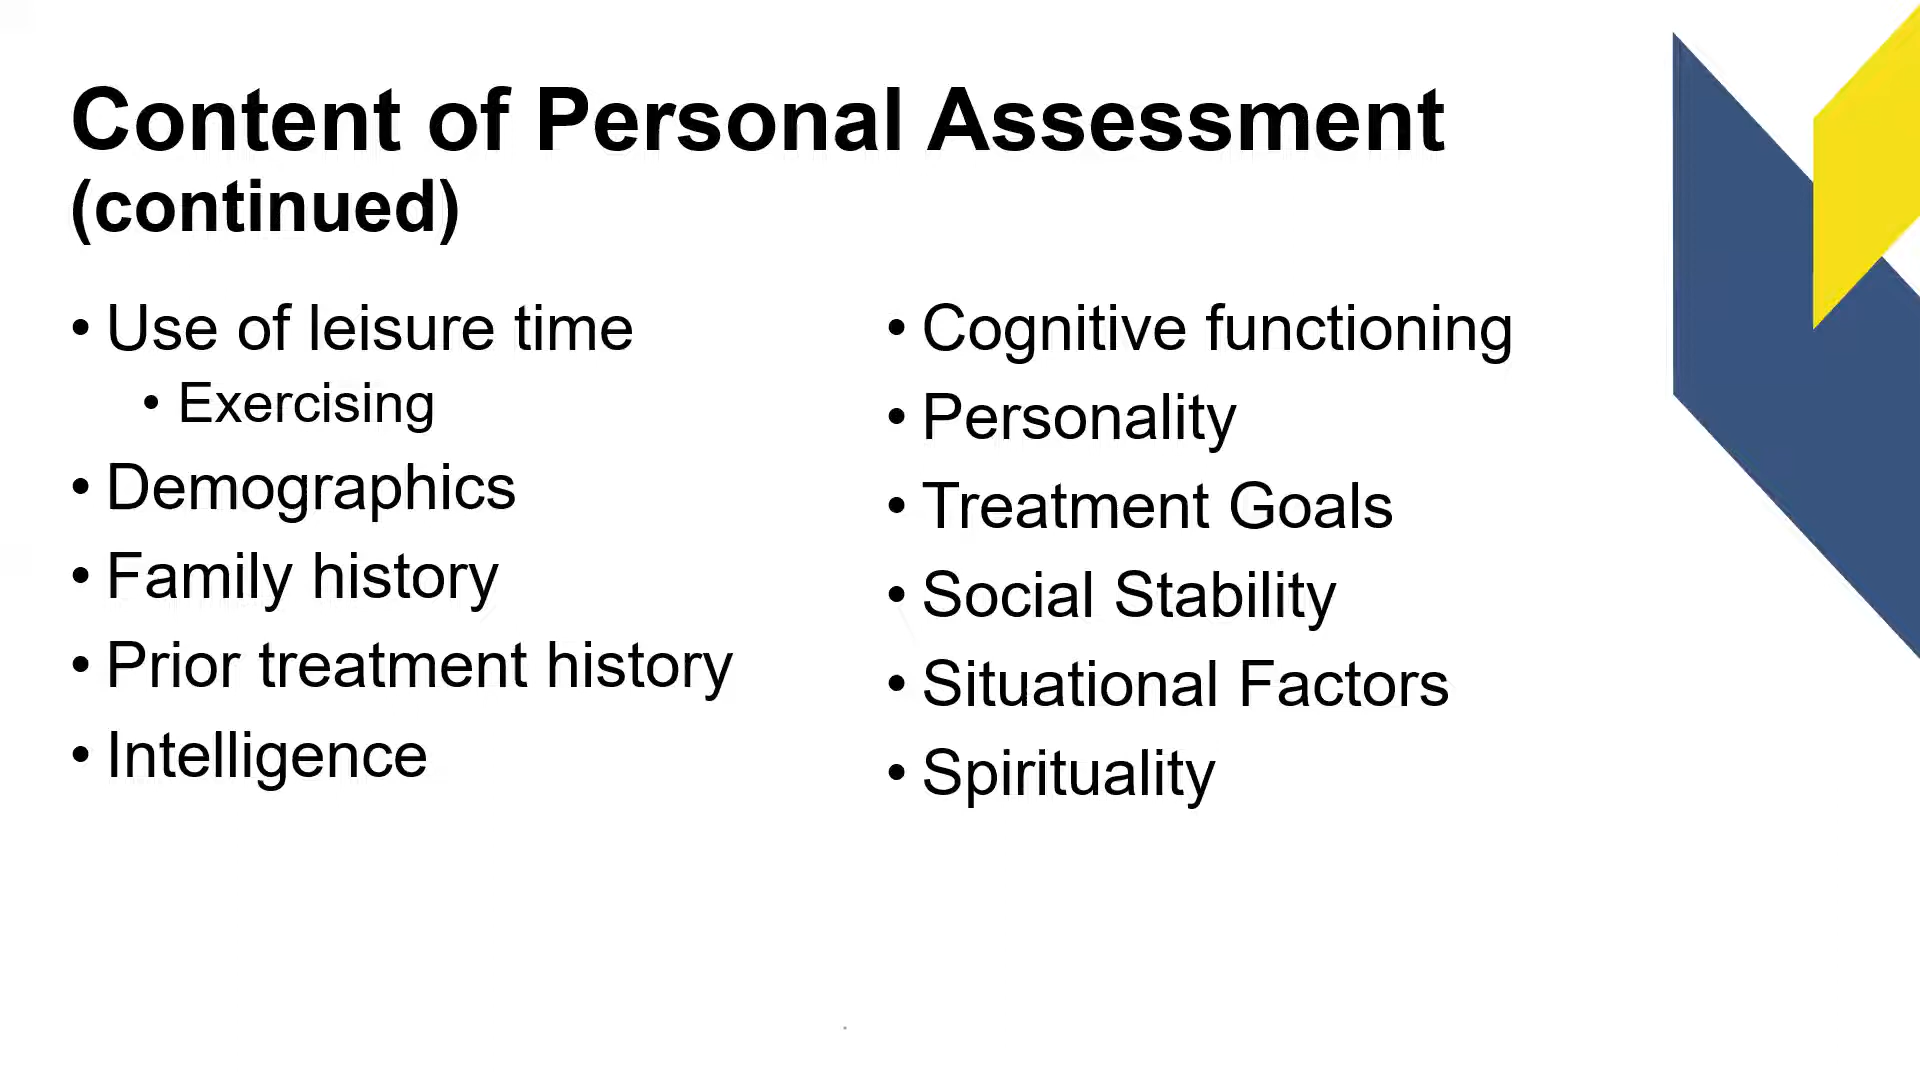 Content of Personal Assessment
(continued)
• Use of leisure time
• Exercising
• Demographics
• Family history
• Prior treatment history
• Intelligence
• Cognitive functioning
• Personality
• Treatment Goals
• Social Stability
• Situational Factors
• Spirituality